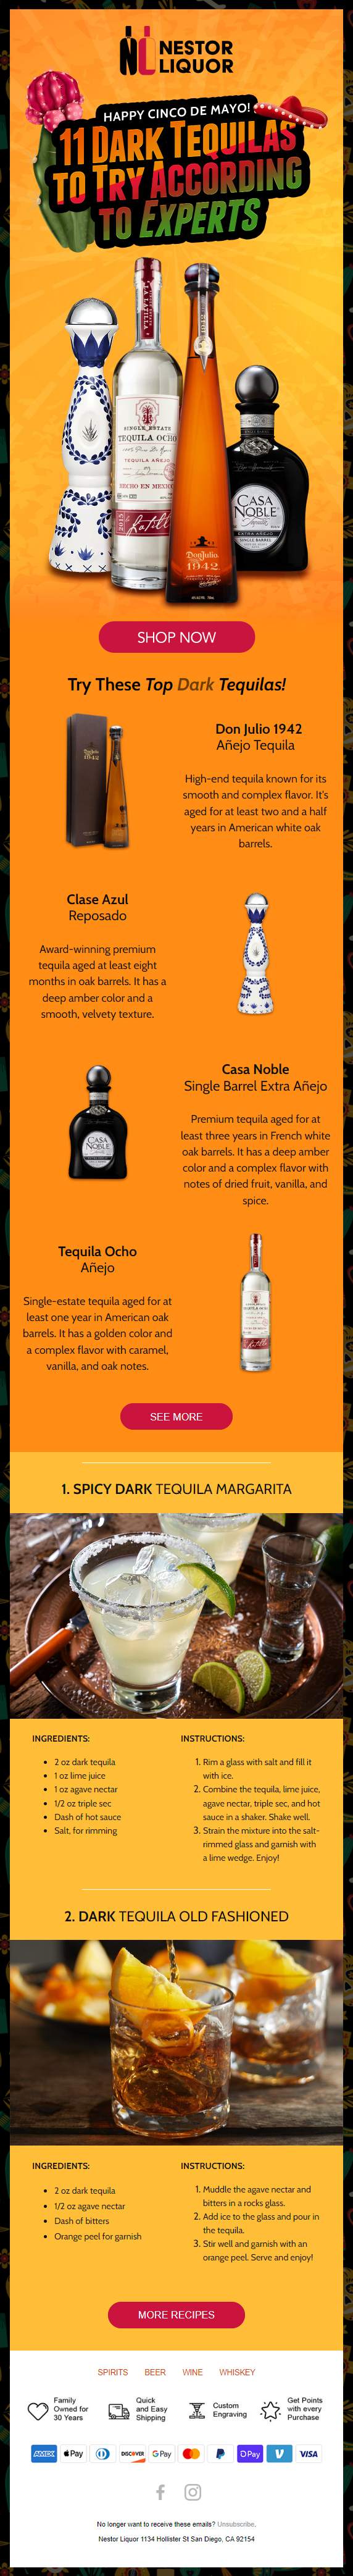 NESTOR
LIQUOR
HAPPY CINCO DE MAYO!
11 DARK TEQUILAS
TO TRY ACCORDING
TO EXPERTS
SINGLE ESTATE
TEQUILA OCHO
TEQUILA AÑEJO
HECHO EN MEXICO
2015
Don Julio
1942
CASA
NOBLE
EXTRA AÑEJO
SINGLE BARREL
SHOP NOW
Try These Top Dark Tequilas!
Don Julio 1942
Añejo Tequila
High-end tequila known for its
smooth and complex flavor. It's
aged for at least two and a half
years in American white oak
barrels.
Clase Azul
Reposado
Award-winning premium
tequila aged at least eight
months in oak barrels. It has a
deep amber color and a
smooth, velvety texture.
CASA
NOBLE
Casa Noble
Single Barrel Extra Añejo
Premium tequila aged for at
least three years in French white
oak barrels. It has a deep amber
color and a complex flavor with
notes of dried fruit, vanilla, and
spice.
Tequila Ocho
Añejo
Single-estate tequila aged for at
least one year in American oak
barrels. It has a golden color and
a complex flavor with caramel,
vanilla, and oak notes.
SEE MORE
1. SPICY DARK TEQUILA MARGARITA
INGREDIENTS:
• 2 oz dark tequila
• 1 oz lime juice
• 1 oz agave nectar
• 1/2 oz triple sec
• Dash of hot sauce
• Salt, for rimming
INSTRUCTIONS:
1. Rim a glass with salt and fill it
with ice.
2. Combine the tequila, lime juice,
agave nectar, triple sec, and hot
sauce in a shaker. Shake well.
3. Strain the mixture into the salt-
rimmed glass and garnish with
a lime wedge. Enjoy!
2. DARK TEQUILA OLD FASHIONED
INGREDIENTS:
• 2 oz dark tequila
• 1/2 oz agave nectar
• Dash of bitters
• Orange peel for garnish
INSTRUCTIONS:
1. Muddle the agave nectar and
bitters in a rocks glass.
2. Add ice to the glass and pour in
the tequila.
3. Stir well and garnish with an
orange peel. Serve and enjoy!
MORE RECIPES
SPIRITS BEER WINE WHISKEY
Family
Owned for
30 Years
Quick
and Easy
Shipping
Custom
Engraving
Get Points
with every
Purchase
AMEX Pay DISCOVER G Pay Pay VISA
No longer want to receive these emails? Unsubscribe.
Nestor Liquor 1134 Hollister St San Diego, CA 92154